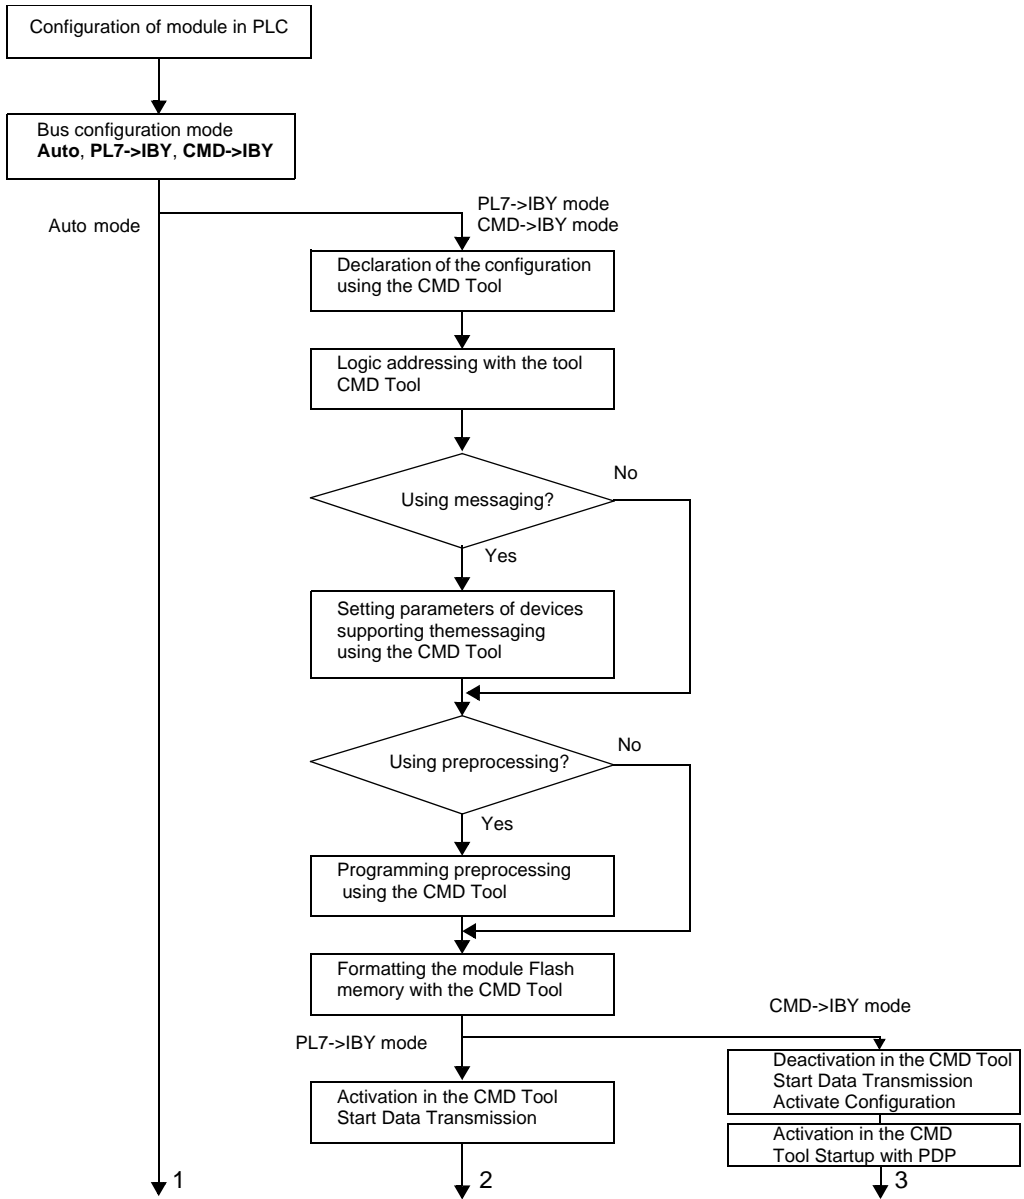 Configuration of module in PLC
Bus configuration mode
Auto, PL7->IBY, CMD->IBY
Auto mode
PL7->IBY mode
CMD->IBY mode
Declaration of the configuration
using the CMD Tool
Logic addressing with the tool
CMD Tool
Using messaging?
No
Yes
Setting parameters of devices
supporting themessaging
using the CMD Tool
Using preprocessing?
No
Yes
Programming preprocessing
using the CMD Tool
Formatting the module Flash
memory with the CMD Tool
PL7->IBY mode
CMD->IBY mode
Activation in the CMD Tool
Start Data Transmission
Deactivation in the CMD Tool
Start Data Transmission
Activate Configuration
Activation in the CMD
Tool Startup with PDP
1
2
3